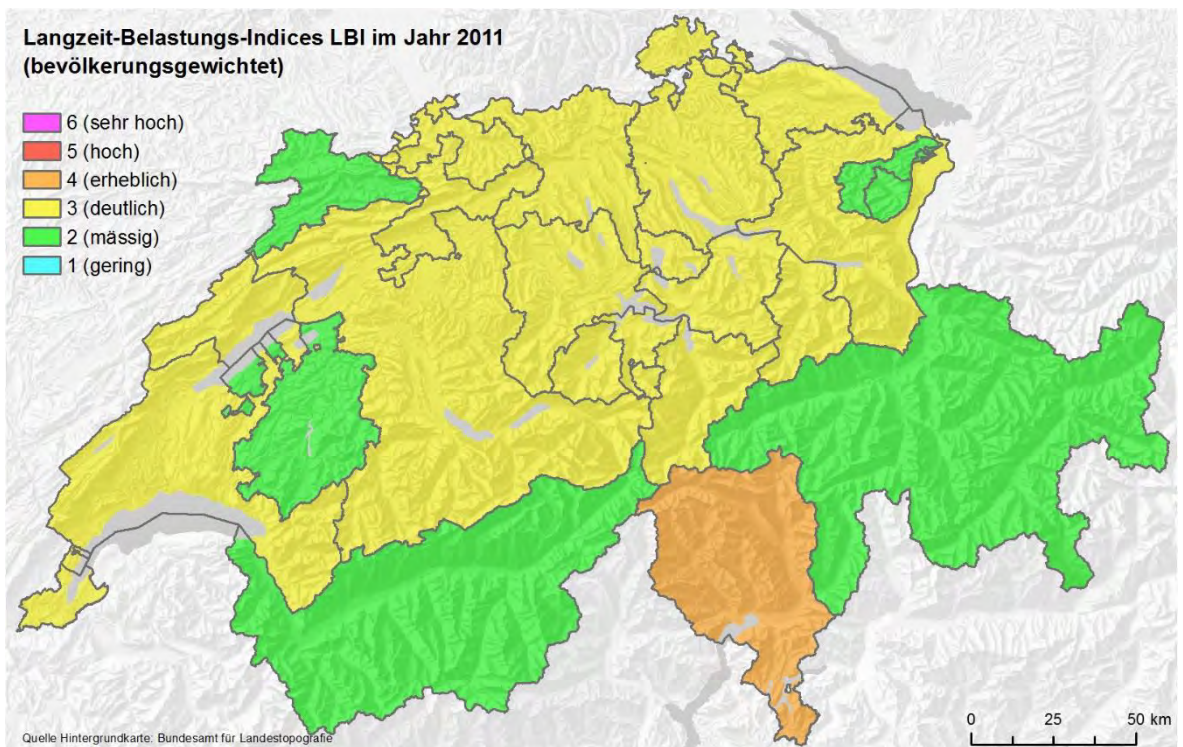 Langzeit-Belastungs-Indices LBI im Jahr 2011
(bevölkerungsgewichtet)
6 (sehr hoch)
5 (hoch)
4 (erheblich)
3 (deutlich)
2 (mässig)
1 (gering)
Quelle Hintergrundkarte: Bundesamt für Landestopografie
0 25 50 km